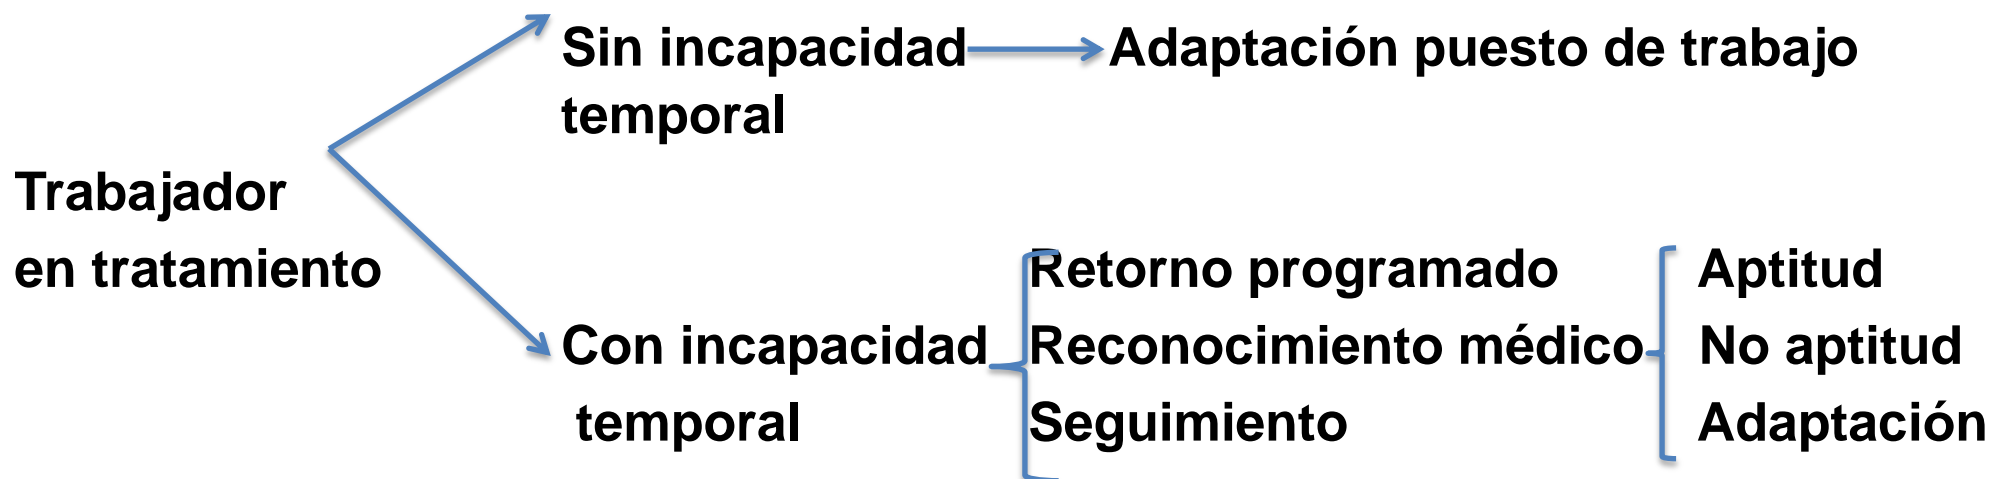 Sin incapacidad Adaptación puesto de trabajo
temporal
Trabajador
en tratamiento Retorno programado Aptitud
Con incapacidad Reconocimiento médico No aptitud
temporal Seguimiento Adaptación